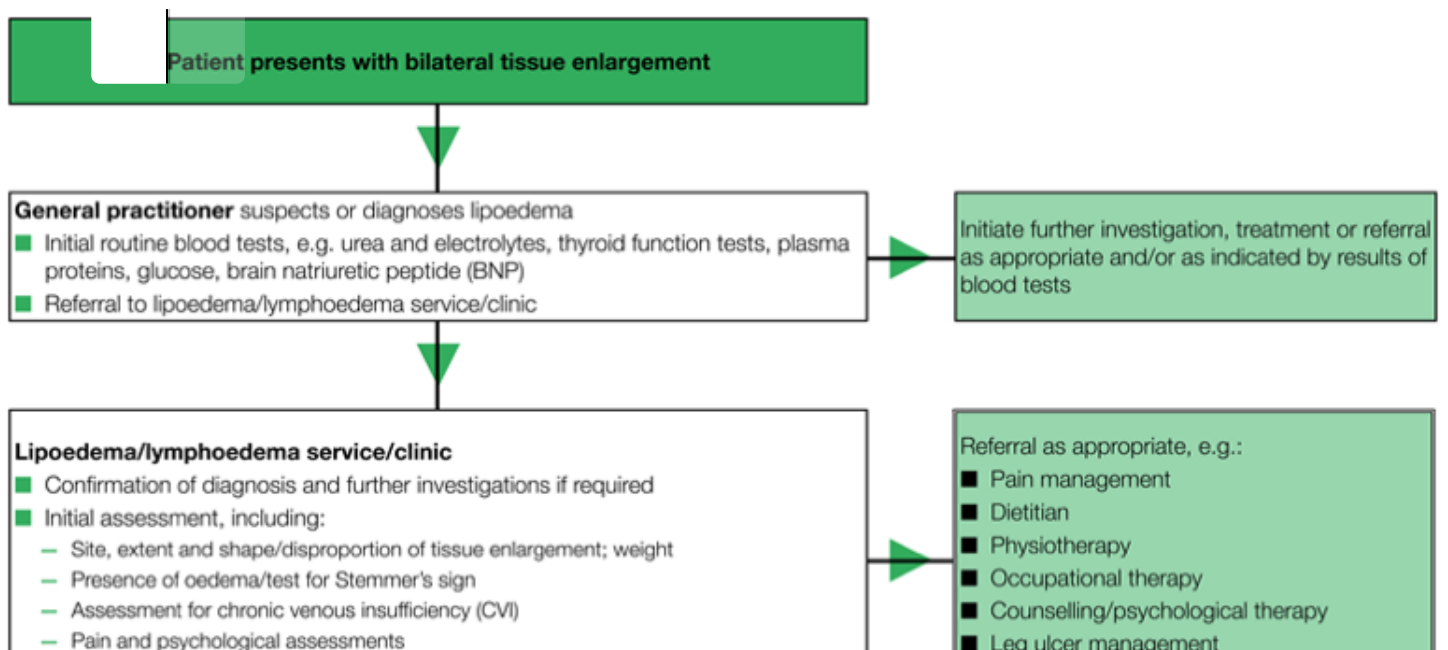 Patient presents with bilateral tissue enlargement
General practitioner suspects or diagnoses lipoedema
Initial routine blood tests, e.g. urea and electrolytes, thyroid function tests, plasma
proteins, glucose, brain natriuretic peptide (BNP)
Referral to lipoedema/lymphoedema service/clinic
Initiate further investigation, treatment or referral
as appropriate and/or as indicated by results of
blood tests
Lipoedema/lymphoedema service/clinic
Confirmation of diagnosis and further investigations if required
Initial assessment, including:
– Site, extent and shape/disproportion of tissue enlargement; weight
– Presence of oedema/test for Stemmer's sign
– Assessment for chronic venous insufficiency (CVI)
– Pain and psychological assessments
Referral as appropriate, e.g.:
Pain management
Dietitian
Physiotherapy
Occupational therapy
Counselling/psychological therapy
Leg ulcer management